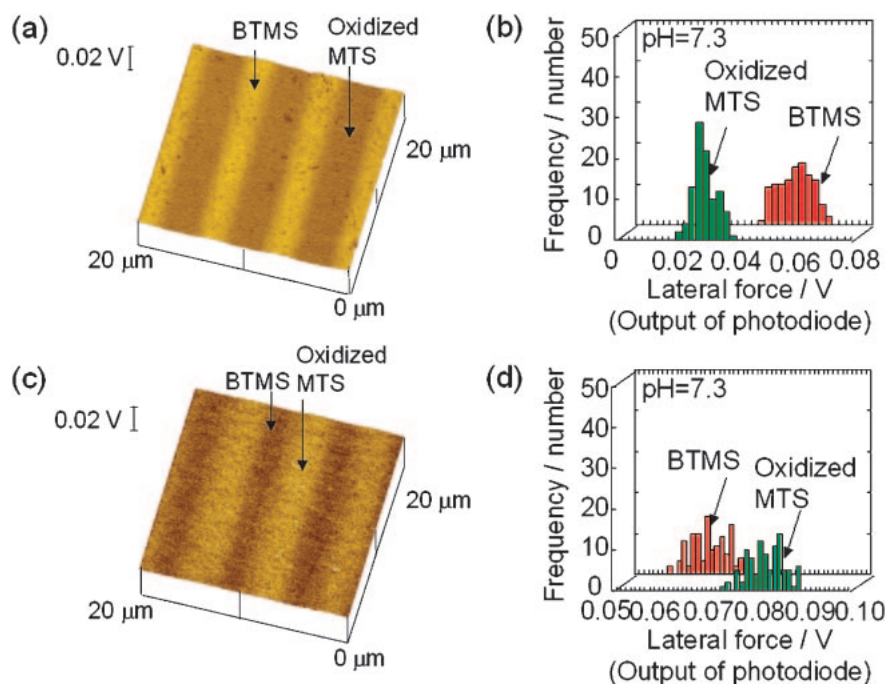 (a)
BTMS
Oxidized
MTS
0.02 V
20 μm
20 μm
0 μm
(b)
pH=7.3
Oxidized
MTS
BTMS
50
40
30
20
10
0
Frequency / number
0
0.02
0.04
0.06
0.08
Lateral force / V
(Output of photodiode)
(c)
Oxidized
BTMS
MTS
0.02 V
20 μm
20 μm
0 μm
(d)
pH=7.3
BTMS
Oxidized
MTS
50
40
30
20
10
0
Frequency / number
0.05
0.06
0.07
0.08
0.09
0.10
Lateral force / V
(Output of photodiode)